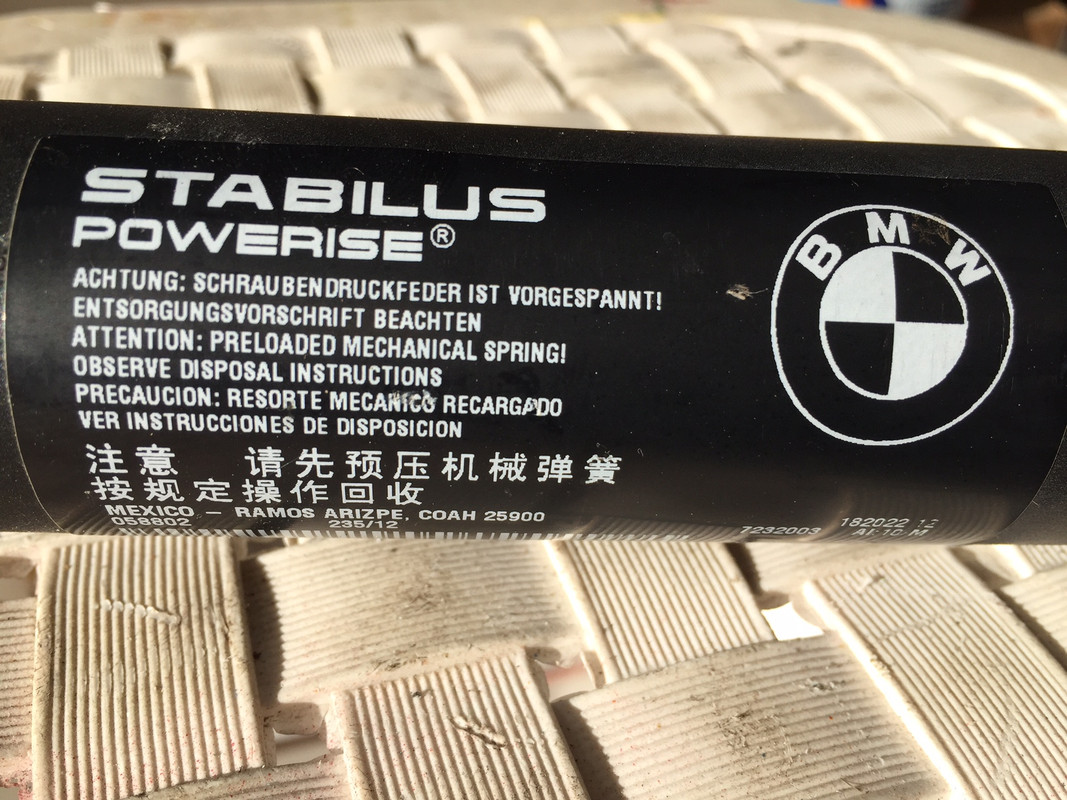 STABILUS
POWERISE®
ACHTUNG: SCHRAUBENDRUCKFEDER IST VORGESPANNT!
ENTSORGUNGSVORSCHRIFT BEACHTEN
ATTENTION: PRELOADED MECHANICAL SPRING!
OBSERVE DISPOSAL INSTRUCTIONS
PRECAUCION: RESORTE MECANICO RECARGADO
VER INSTRUCCIONES DE DISPOSICION
注意 请先预压机械弹簧
按规定操作回收
MEXICO - RAMOS ARIZPE, COAH 25900
058802 235/12
7232003 182022 12
BMW